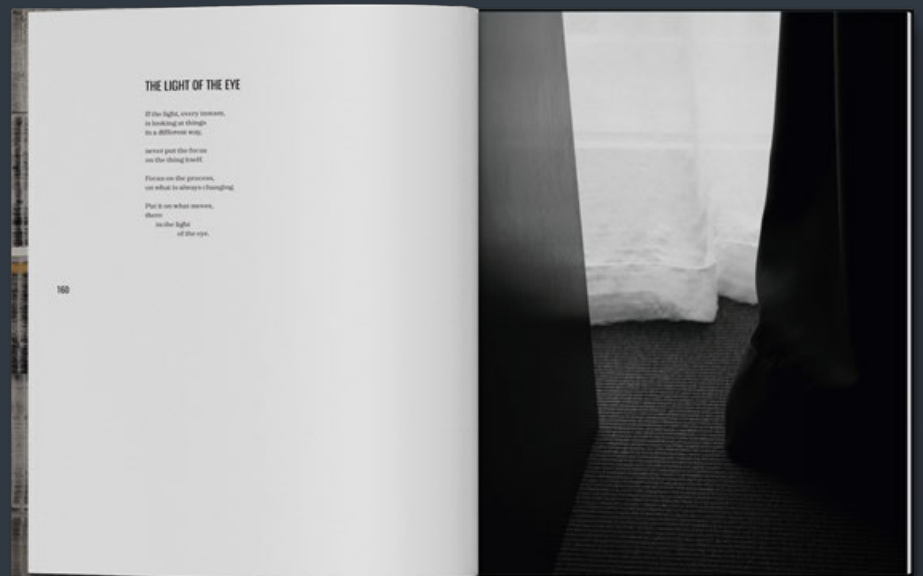 THE LIGHT OF THE EYE
If the light, every instant,
is looking at things
in a different way,
never put the focus
on the thing itself.
Focus on the process,
on what is always changing.
Put it on what moves,
there
in the light
of the eye.
160